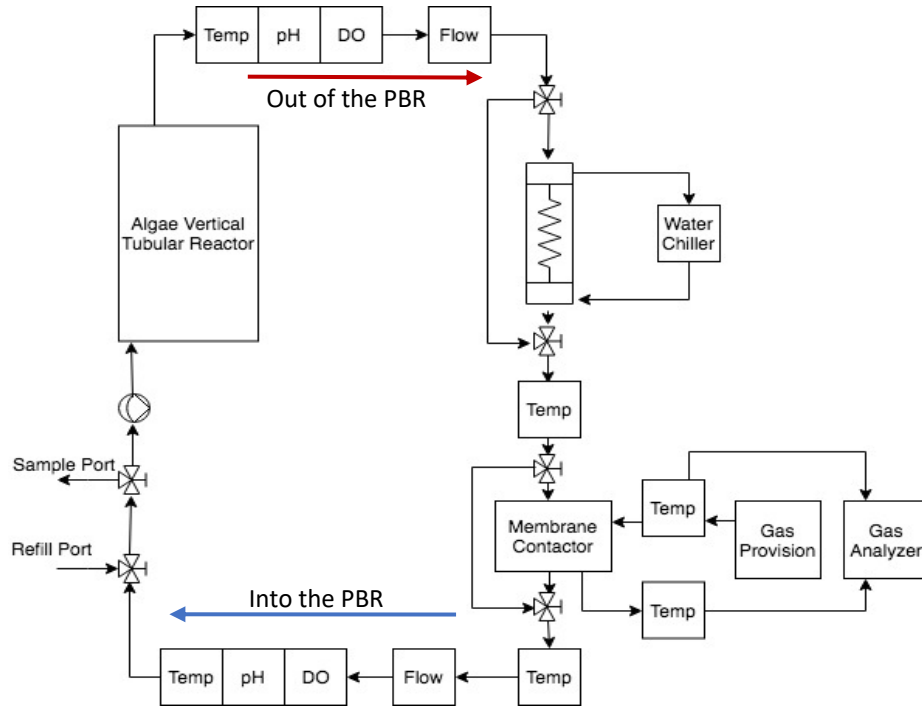 Temp
pH
DO
Flow
Out of the PBR
Algae Vertical
Tubular Reactor
Water
Chiller
Temp
Sample Port
Membrane
Contactor
Temp
Gas
Provision
Gas
Analyzer
Refill Port
Into the PBR
Temp
Temp
pH
DO
Flow
Temp